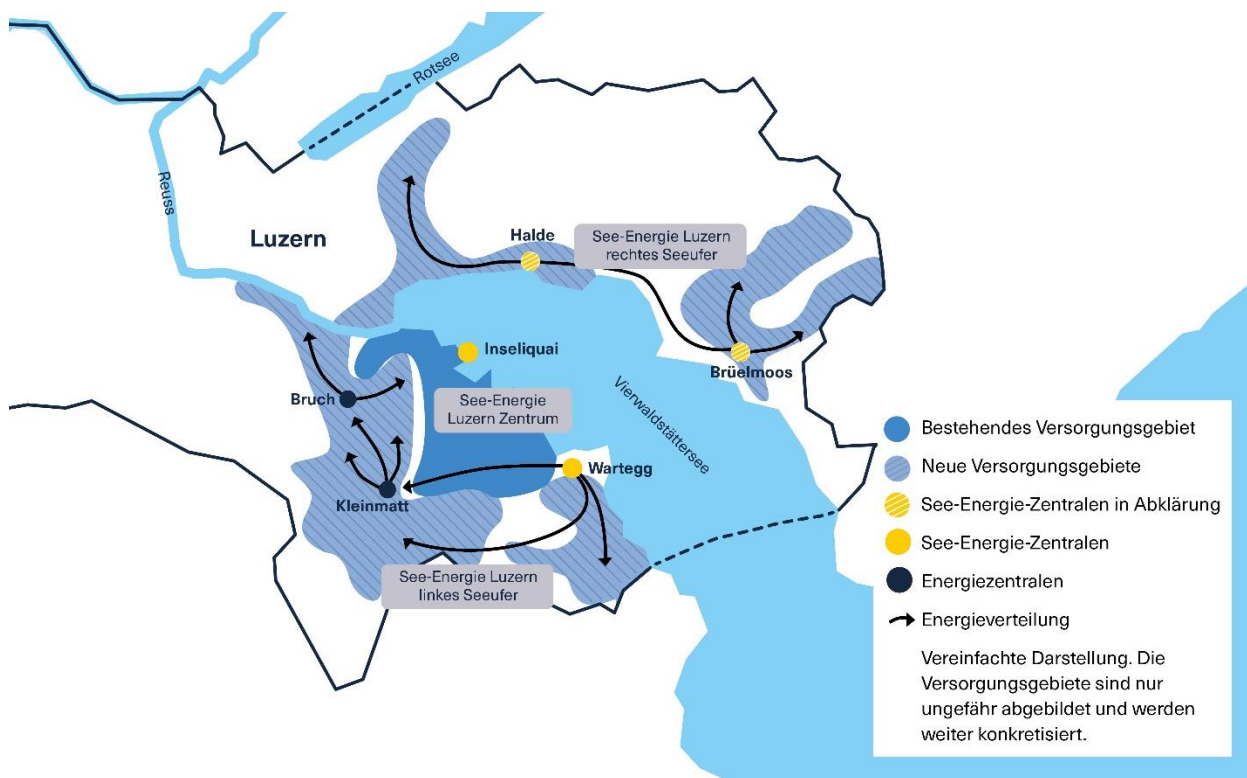 Rotsee
Reuss
Luzern
Halde
See-Energie Luzern
rechtes Seeufer
Inseliquai
Brüelmoos
Bruch
See-Energie
Luzern Zentrum
Vierwaldstättersee
Wartegg
Kleinmatt
See-Energie Luzern
linkes Seeufer
Bestehendes Versorgungsgebiet
Neue Versorgungsgebiete
See-Energie-Zentralen in Abklärung
See-Energie-Zentralen
Energiezentralen
Energieverteilung
Vereinfachte Darstellung. Die
Versorgungsgebiete sind nur
ungefähr abgebildet und werden
weiter konkretisiert.